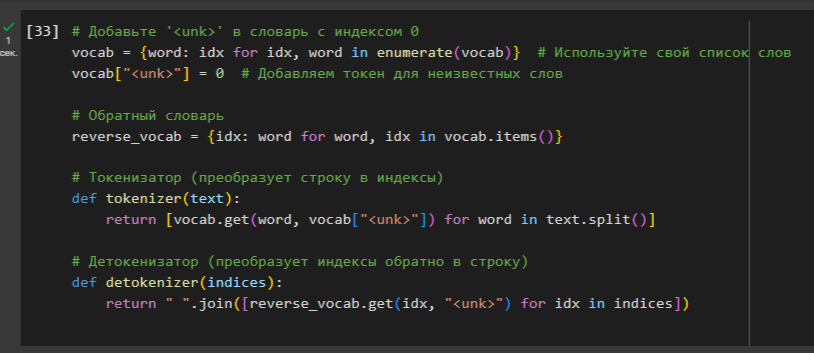 [33] # Добавьте '<unk>' в словарь с индексом 0
vocab = {word: idx for idx, word in enumerate(vocab)}  # Используйте свой список слов
vocab["<unk>"] = 0  # Добавляем токен для неизвестных слов
# Обратный словарь
reverse_vocab = {idx: word for word, idx in vocab.items()}
# Токенизатор (преобразует строку в индексы)
def tokenizer(text):
return [vocab.get(word, vocab["<unk>"]) for word in text.split()]
# Детокенизатор (преобразует индексы обратно в строку)
def detokenizer(indices):
return " ".join([reverse_vocab.get(idx, "<unk>") for idx in indices])
1
сек.